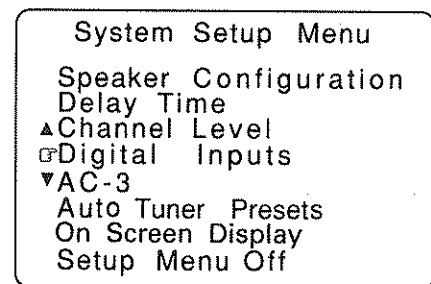 System Setup Menu
Speaker Configuration
Delay Time
▲Channel Level
☞Digital Inputs
▼AC-3
Auto Tuner Presets
On Screen Display
Setup Menu Off